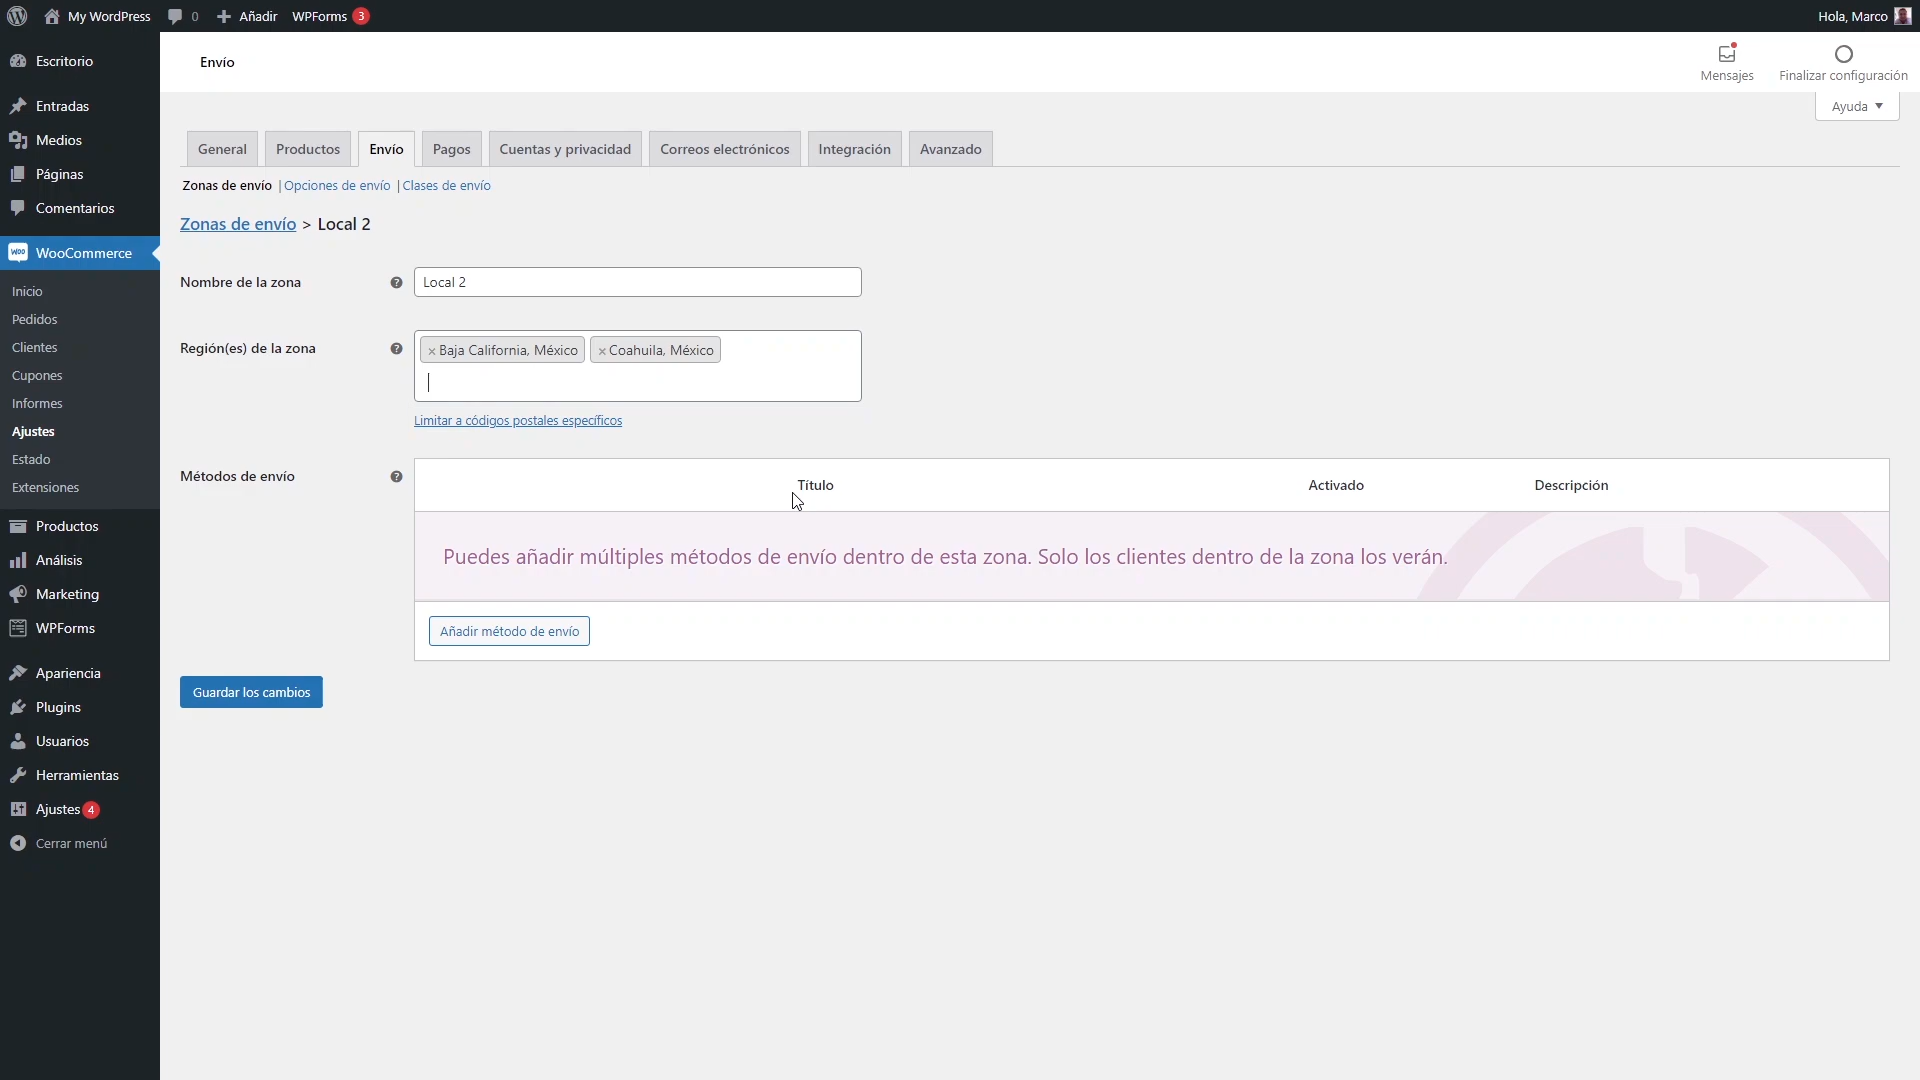 My WordPress 0 Añadir WPForms 3 Hola, Marco
Escritorio
Entradas
Medios
Páginas
Comentarios
WooCommerce
Inicio
Pedidos
Clientes
Cupones
Informes
Ajustes
Estado
Extensiones
Productos
Análisis
Marketing
WPForms
Apariencia
Plugins
Usuarios
Herramientas
Ajustes 4
Cerrar menú
Envío
Mensajes
Finalizar configuración
Ayuda
General Productos Envío Pagos Cuentas y privacidad Correos electrónicos Integración Avanzado
Zonas de envío | Opciones de envío | Clases de envío
Zonas de envío > Local 2
Nombre de la zona ? Local 2
Región(es) de la zona ? × Baja California, México × Coahuila, México
Limitar a códigos postales específicos
Métodos de envío ? Título Activado Descripción
Puedes añadir múltiples métodos de envío dentro de esta zona. Solo los clientes dentro de la zona los verán.
Añadir método de envío
Guardar los cambios